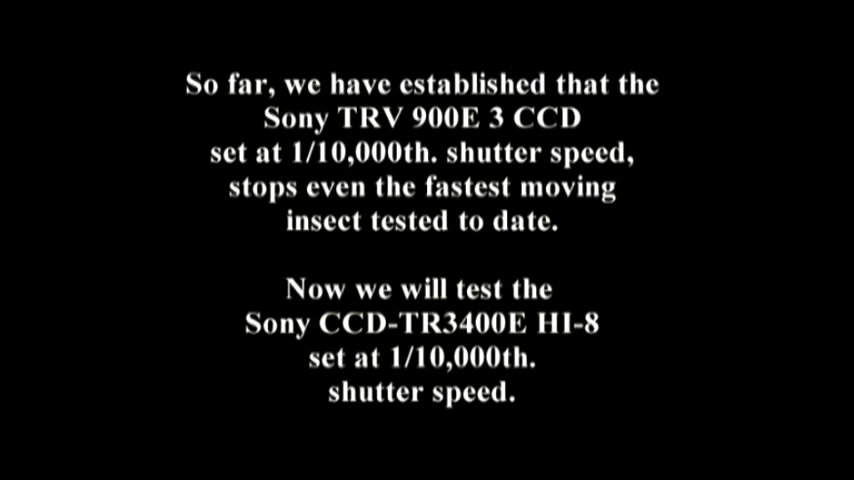 So far, we have established that the
Sony TRV 900E 3 CCD
set at 1/10,000th. shutter speed,
stops even the fastest moving
insect tested to date.
Now we will test the
Sony CCD-TR3400E HI-8
set at 1/10,000th.
shutter speed.